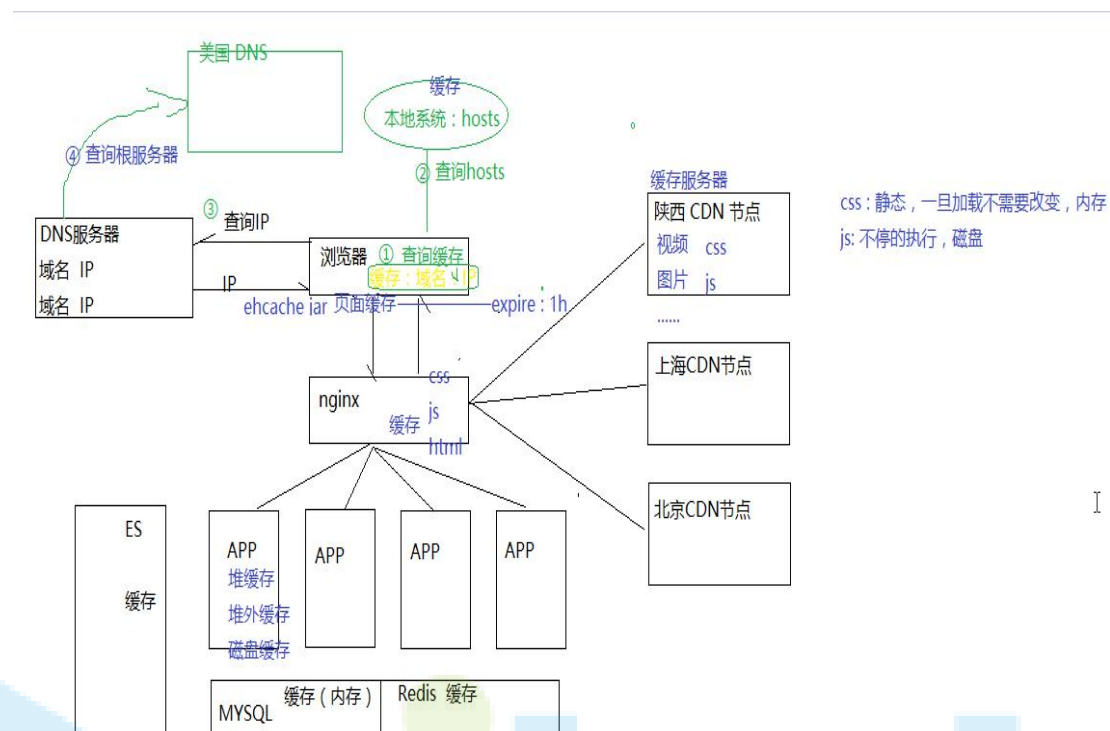 美国 DNS
缓存
本地系统：hosts
④ 查询根服务器
② 查询hosts
③ 查询IP
DNS服务器
域名 IP
域名 IP
IP
浏览器 ① 查询缓存
缓存：域名：IP
ehcache jar 页面缓存
expire : 1h
缓存服务器
陕西 CDN 节点
视频 css
图片 js
......
css : 静态，一旦加载不需要改变，内存
js: 不停的执行，磁盘
上海CDN节点
北京CDN节点
nginx
缓存
css
js
html
ES
缓存
APP
堆缓存
堆外缓存
磁盘缓存
APP
APP
APP
MYSQL
缓存（内存）
Redis 缓存